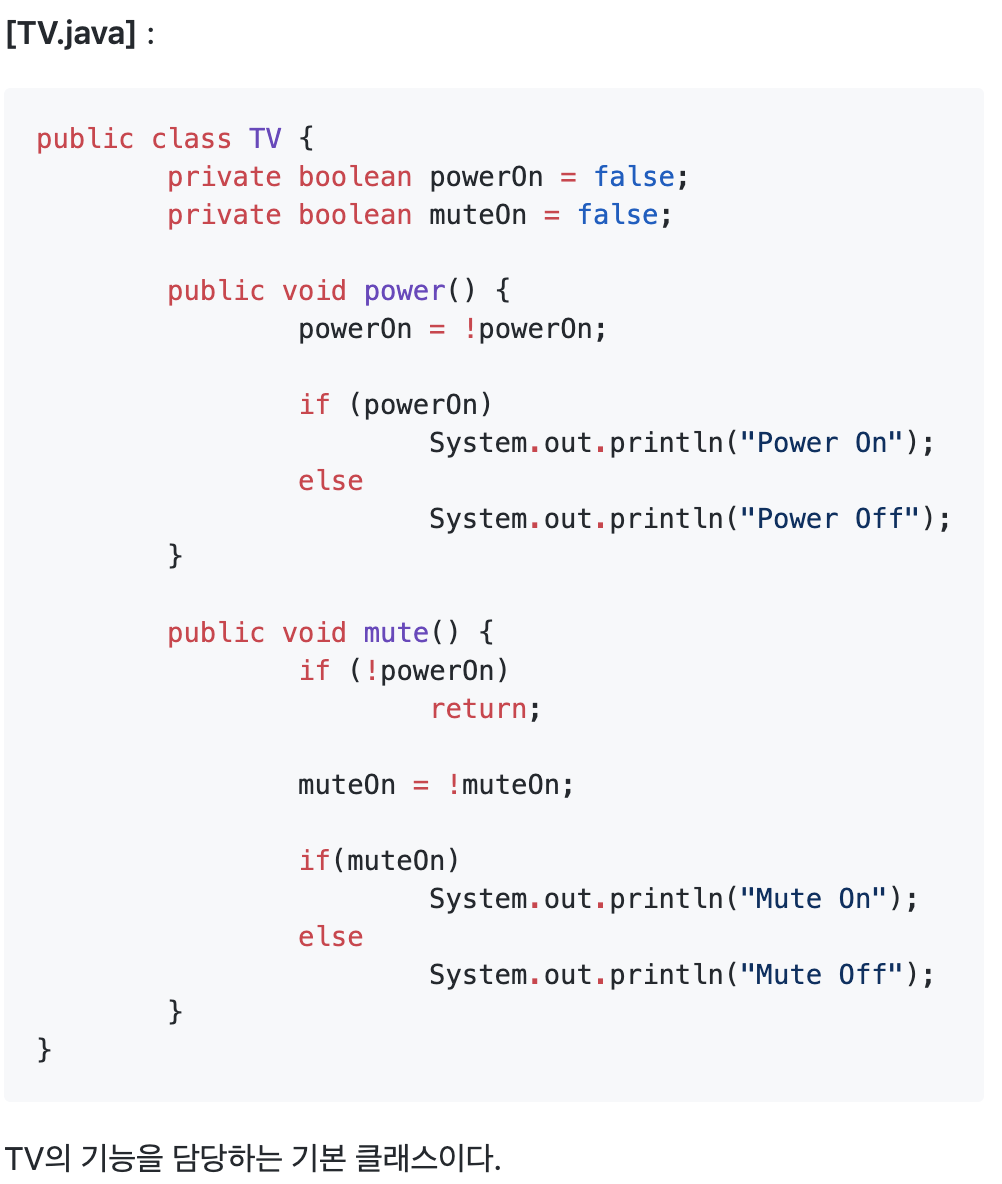 [TV.java] :
public class TV {
        private boolean powerOn = false;
        private boolean muteOn = false;

        public void power() {
                powerOn = !powerOn;

                if (powerOn)
                        System.out.println("Power On");
                else
                        System.out.println("Power Off");
        }

        public void mute() {
                if (!powerOn)
                        return;

                muteOn = !muteOn;

                if(muteOn)
                        System.out.println("Mute On");
                else
                        System.out.println("Mute Off");
        }
}
TV의 기능을 담당하는 기본 클래스이다.